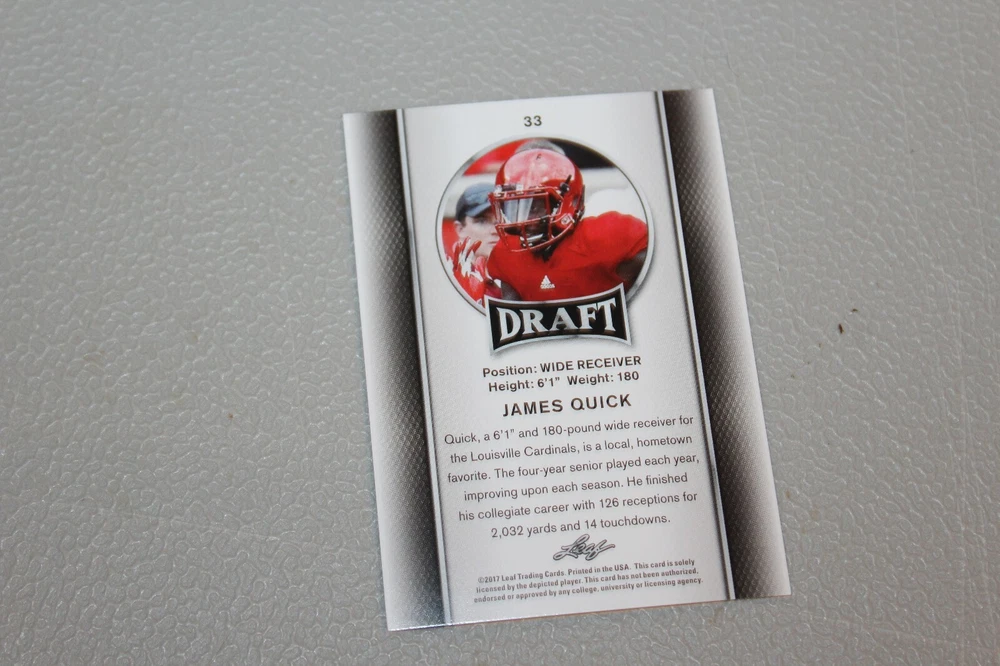 33
DRAFT
Position: WIDE RECEIVER
Height: 6'1" Weight: 180
JAMES QUICK
Quick, a 6'1" and 180-pound wide receiver for
the Louisville Cardinals, is a local, hometown
favorite. The four-year senior played each year,
improving upon each season. He finished
his collegiate career with 126 receptions for
2,032 yards and 14 touchdowns.
Leaf
©2017 Leaf Trading Cards. Printed in the USA. This card is solely
licensed by the depicted player. This card has not been authorized,
endorsed or approved by any college, university or licensing agency.